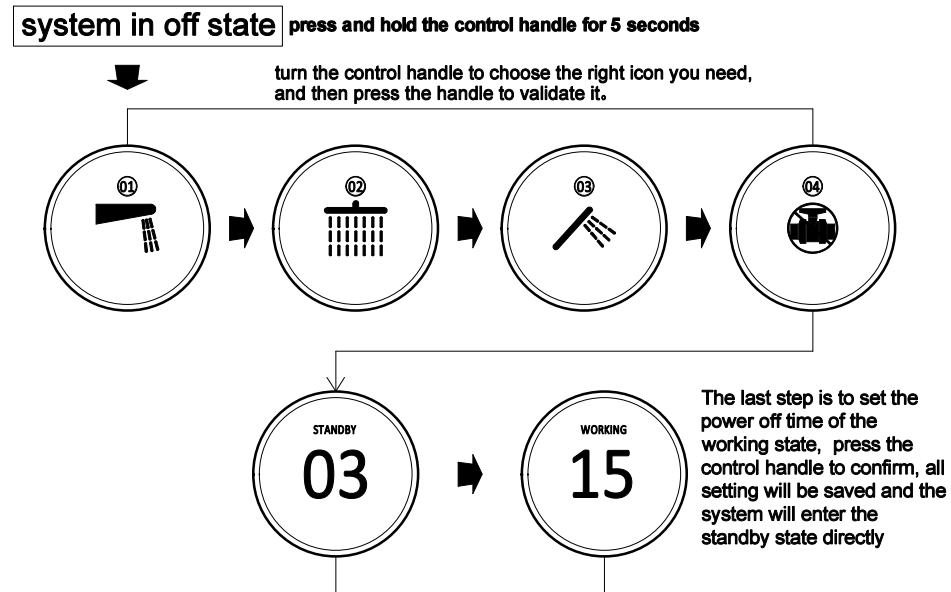 system in off state press and hold the control handle for 5 seconds
turn the control handle to choose the right icon you need,
and then press the handle to validate it。
01 02 03 04
STANDBY WORKING
03 15
The last step is to set the
power off time of the
working state, press the
control handle to confirm, all
setting will be saved and the
system will enter the
standby state directly